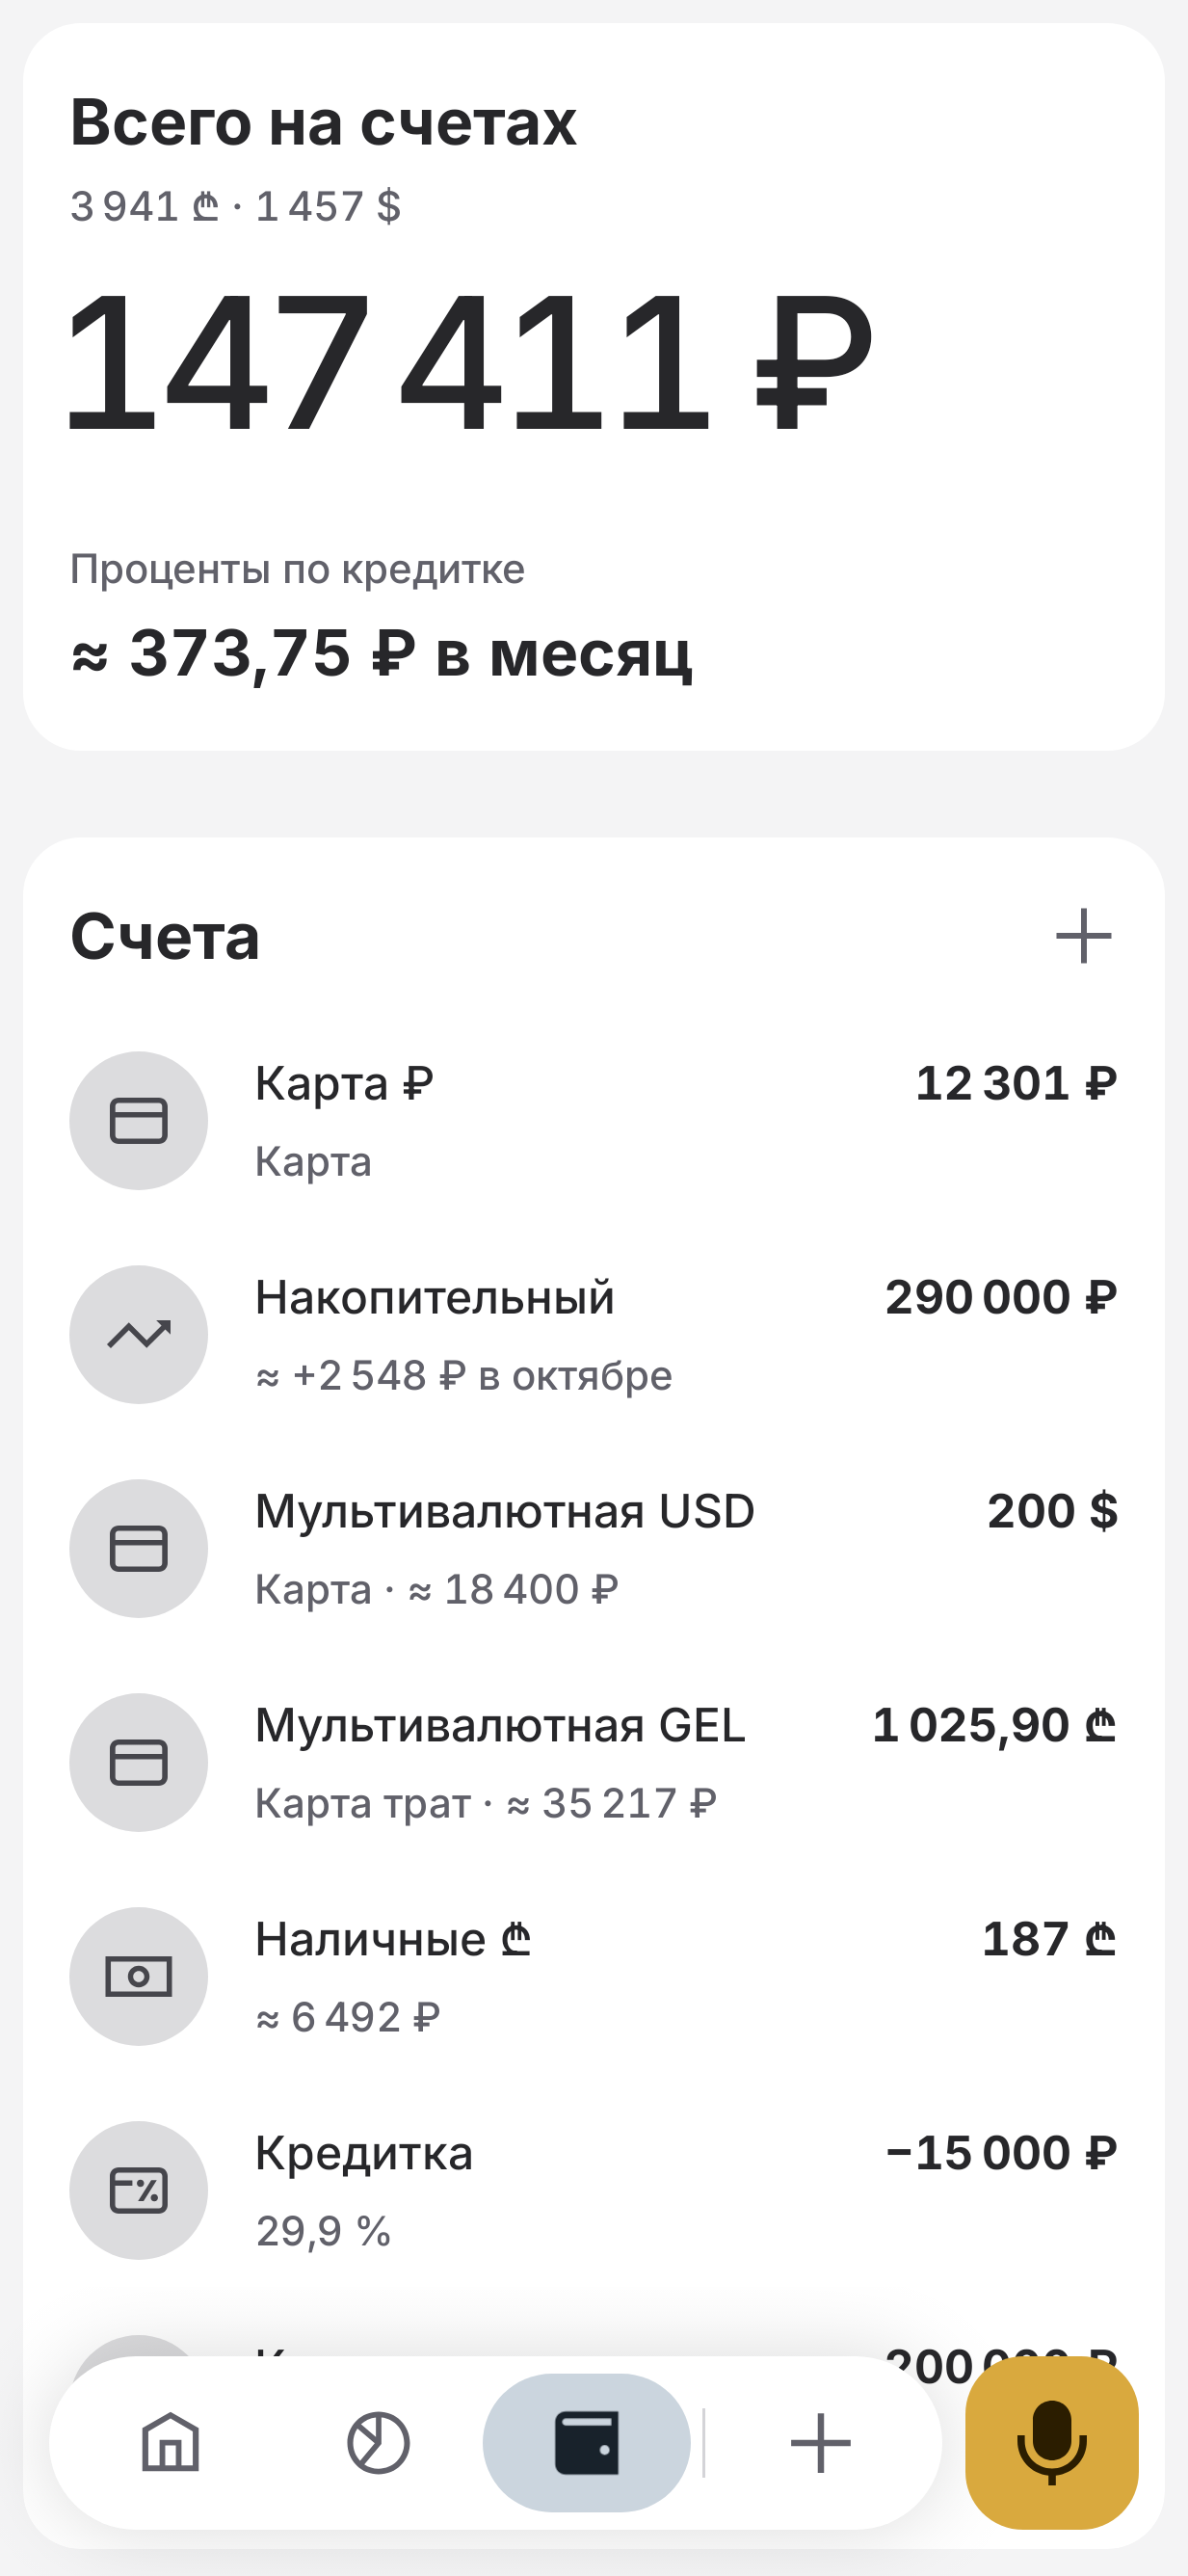 Всего на счетах
3 941 ₾ · 1 457 $
147 411 ₽
Проценты по кредитке
≈ 373,75 ₽ в месяц
Счета
Карта ₽
12 301 ₽
Карта
Накопительный
290 000 ₽
≈ +2 548 ₽ в октябре
Мультивалютная USD
200 $
Карта · ≈ 18 400 ₽
Мультивалютная GEL
1 025,90 ₾
Карта трат · ≈ 35 217 ₽
Наличные ₾
187 ₾
≈ 6 492 ₽
Кредитка
−15 000 ₽
29,9 %